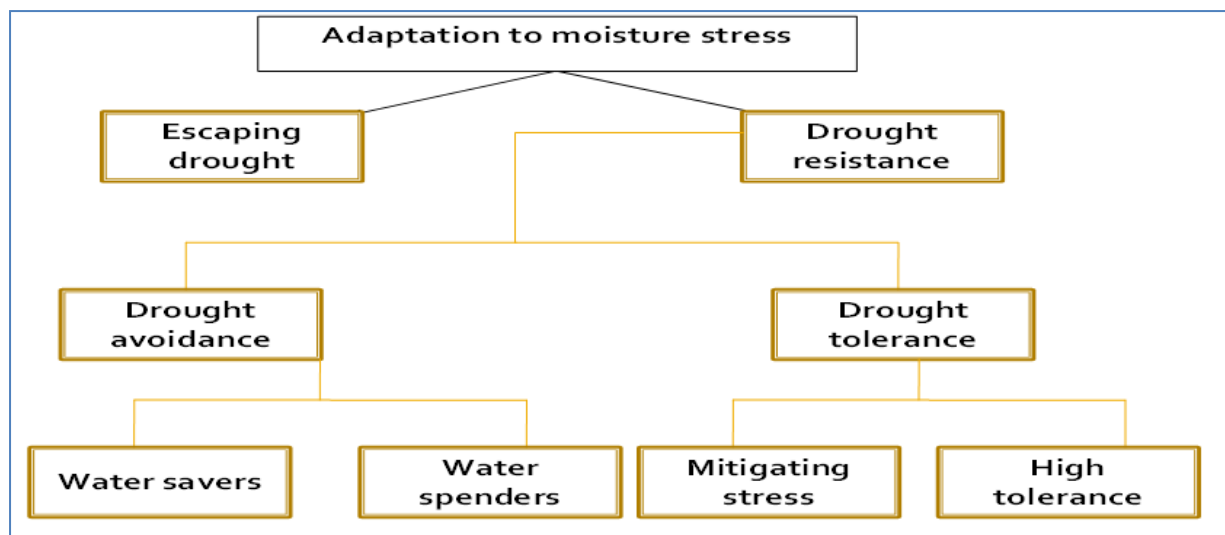 Adaptation to moisture stress
Escaping
drought
Drought
resistance
Drought
avoidance
Drought
tolerance
Water savers
Water
spenders
Mitigating
stress
High
tolerance